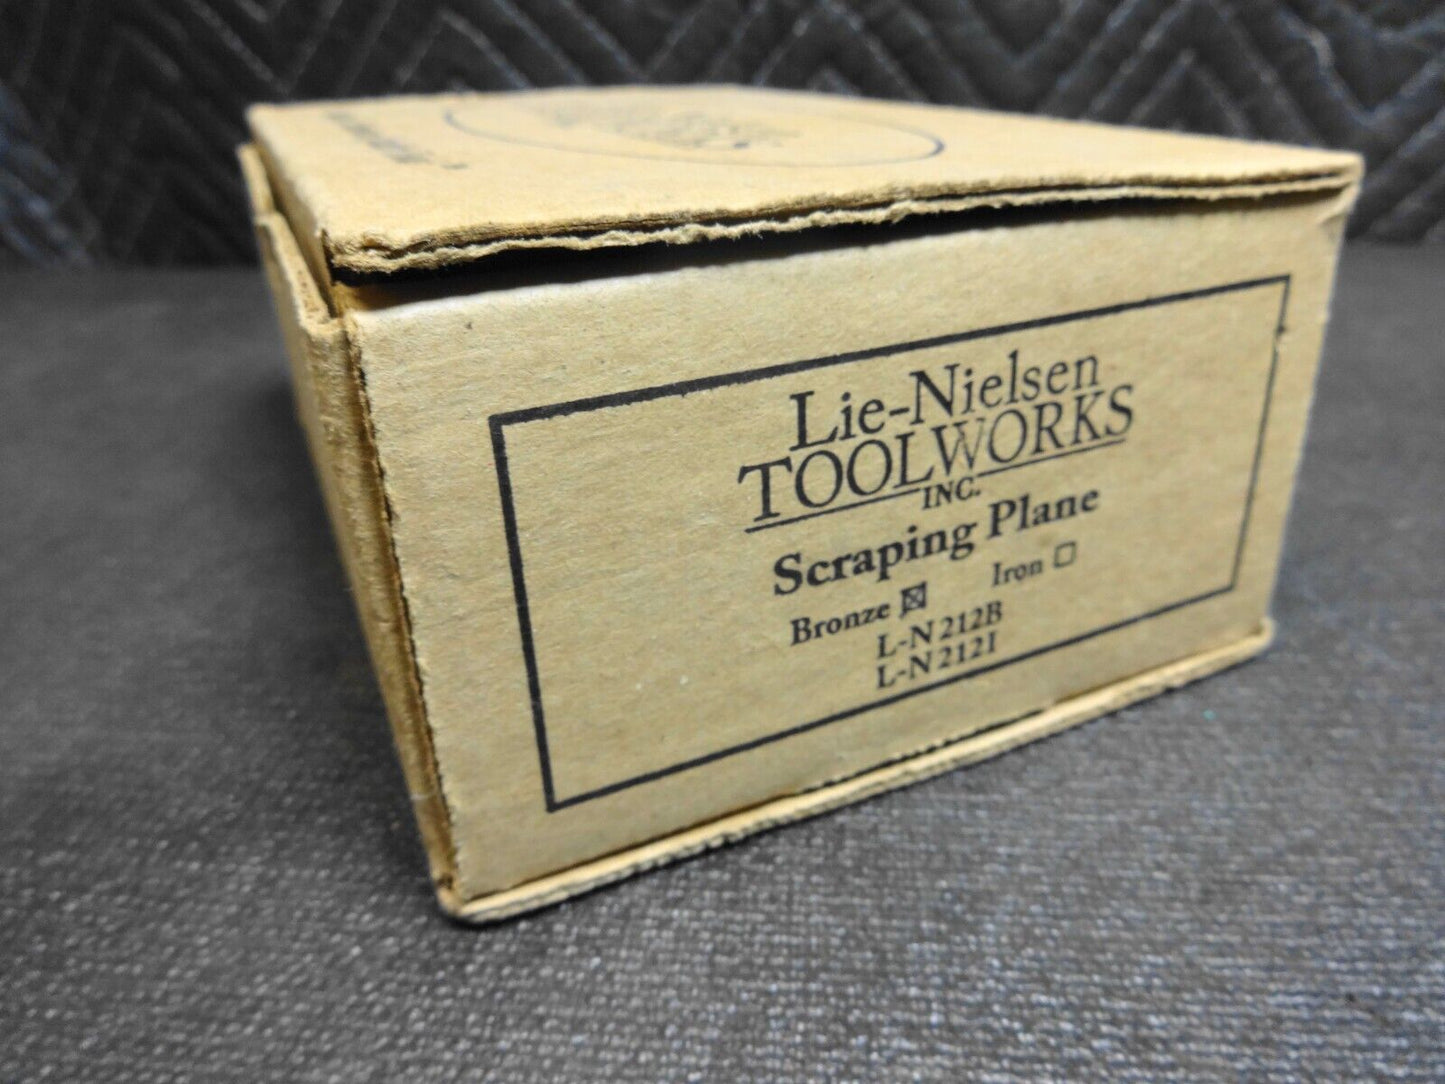 Lie-Nielsen
TOOLWORKS
INC.
Scraping Plane
Bronze ☒ Iron ☐
L-N 212B
L-N 212I